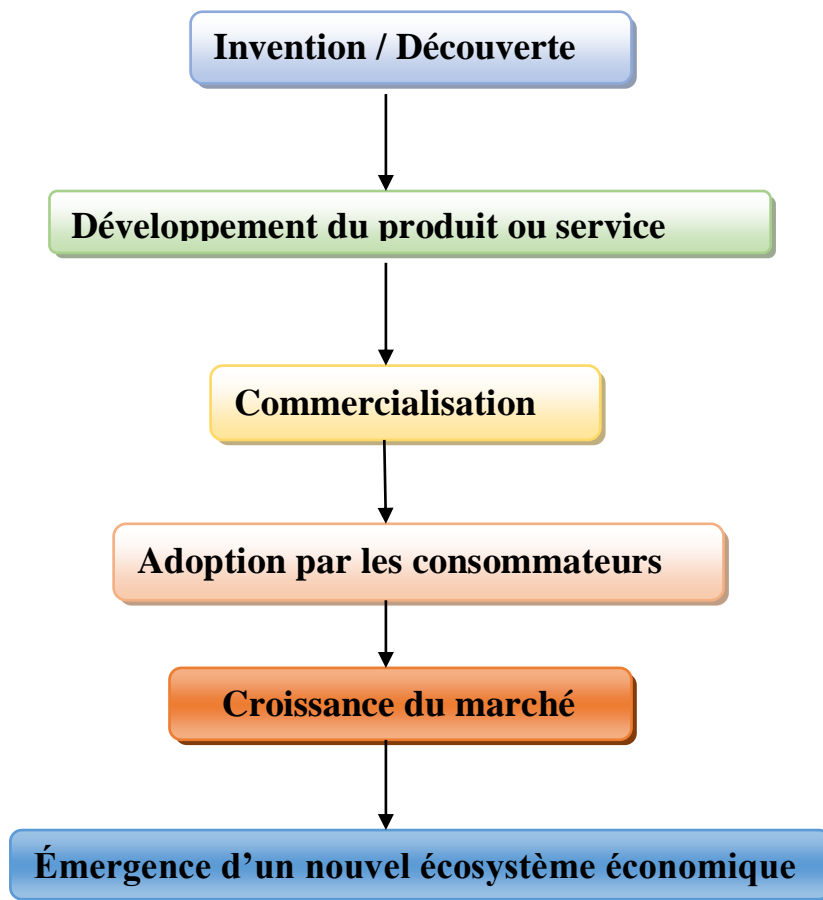 Invention / Découverte
Développement du produit ou service
Commercialisation
Adoption par les consommateurs
Croissance du marché
Émergence d’un nouvel écosystème économique